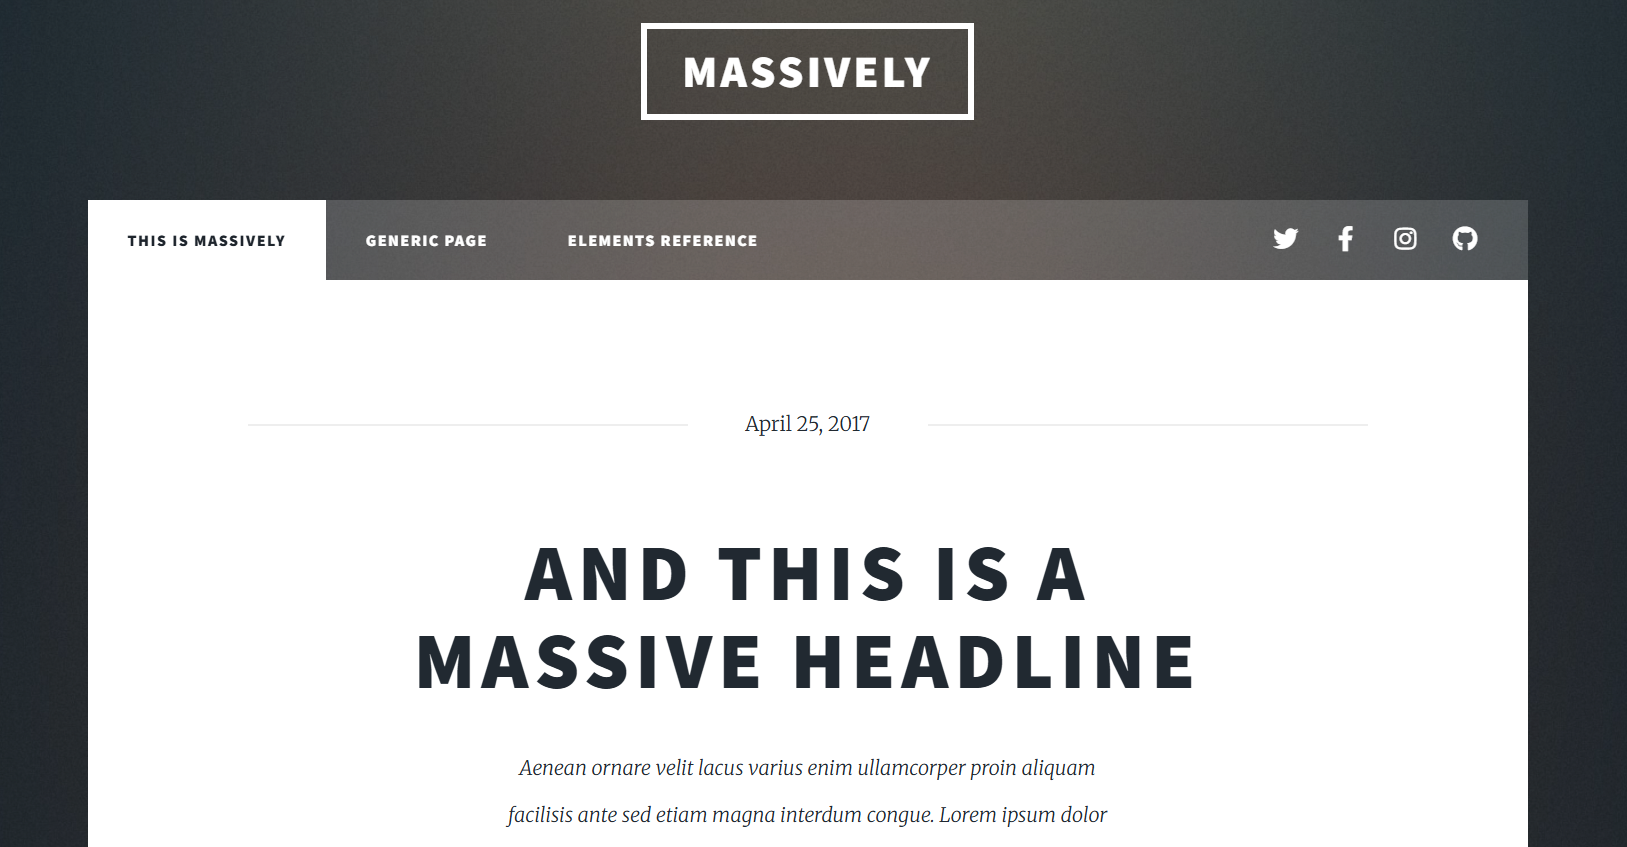 MASSIVELY
THIS IS MASSIVELY GENERIC PAGE ELEMENTS REFERENCE
April 25, 2017
AND THIS IS A
MASSIVE HEADLINE
Aenean ornare velit lacus varius enim ullamcorper proin aliquam
facilisis ante sed etiam magna interdum congue. Lorem ipsum dolor